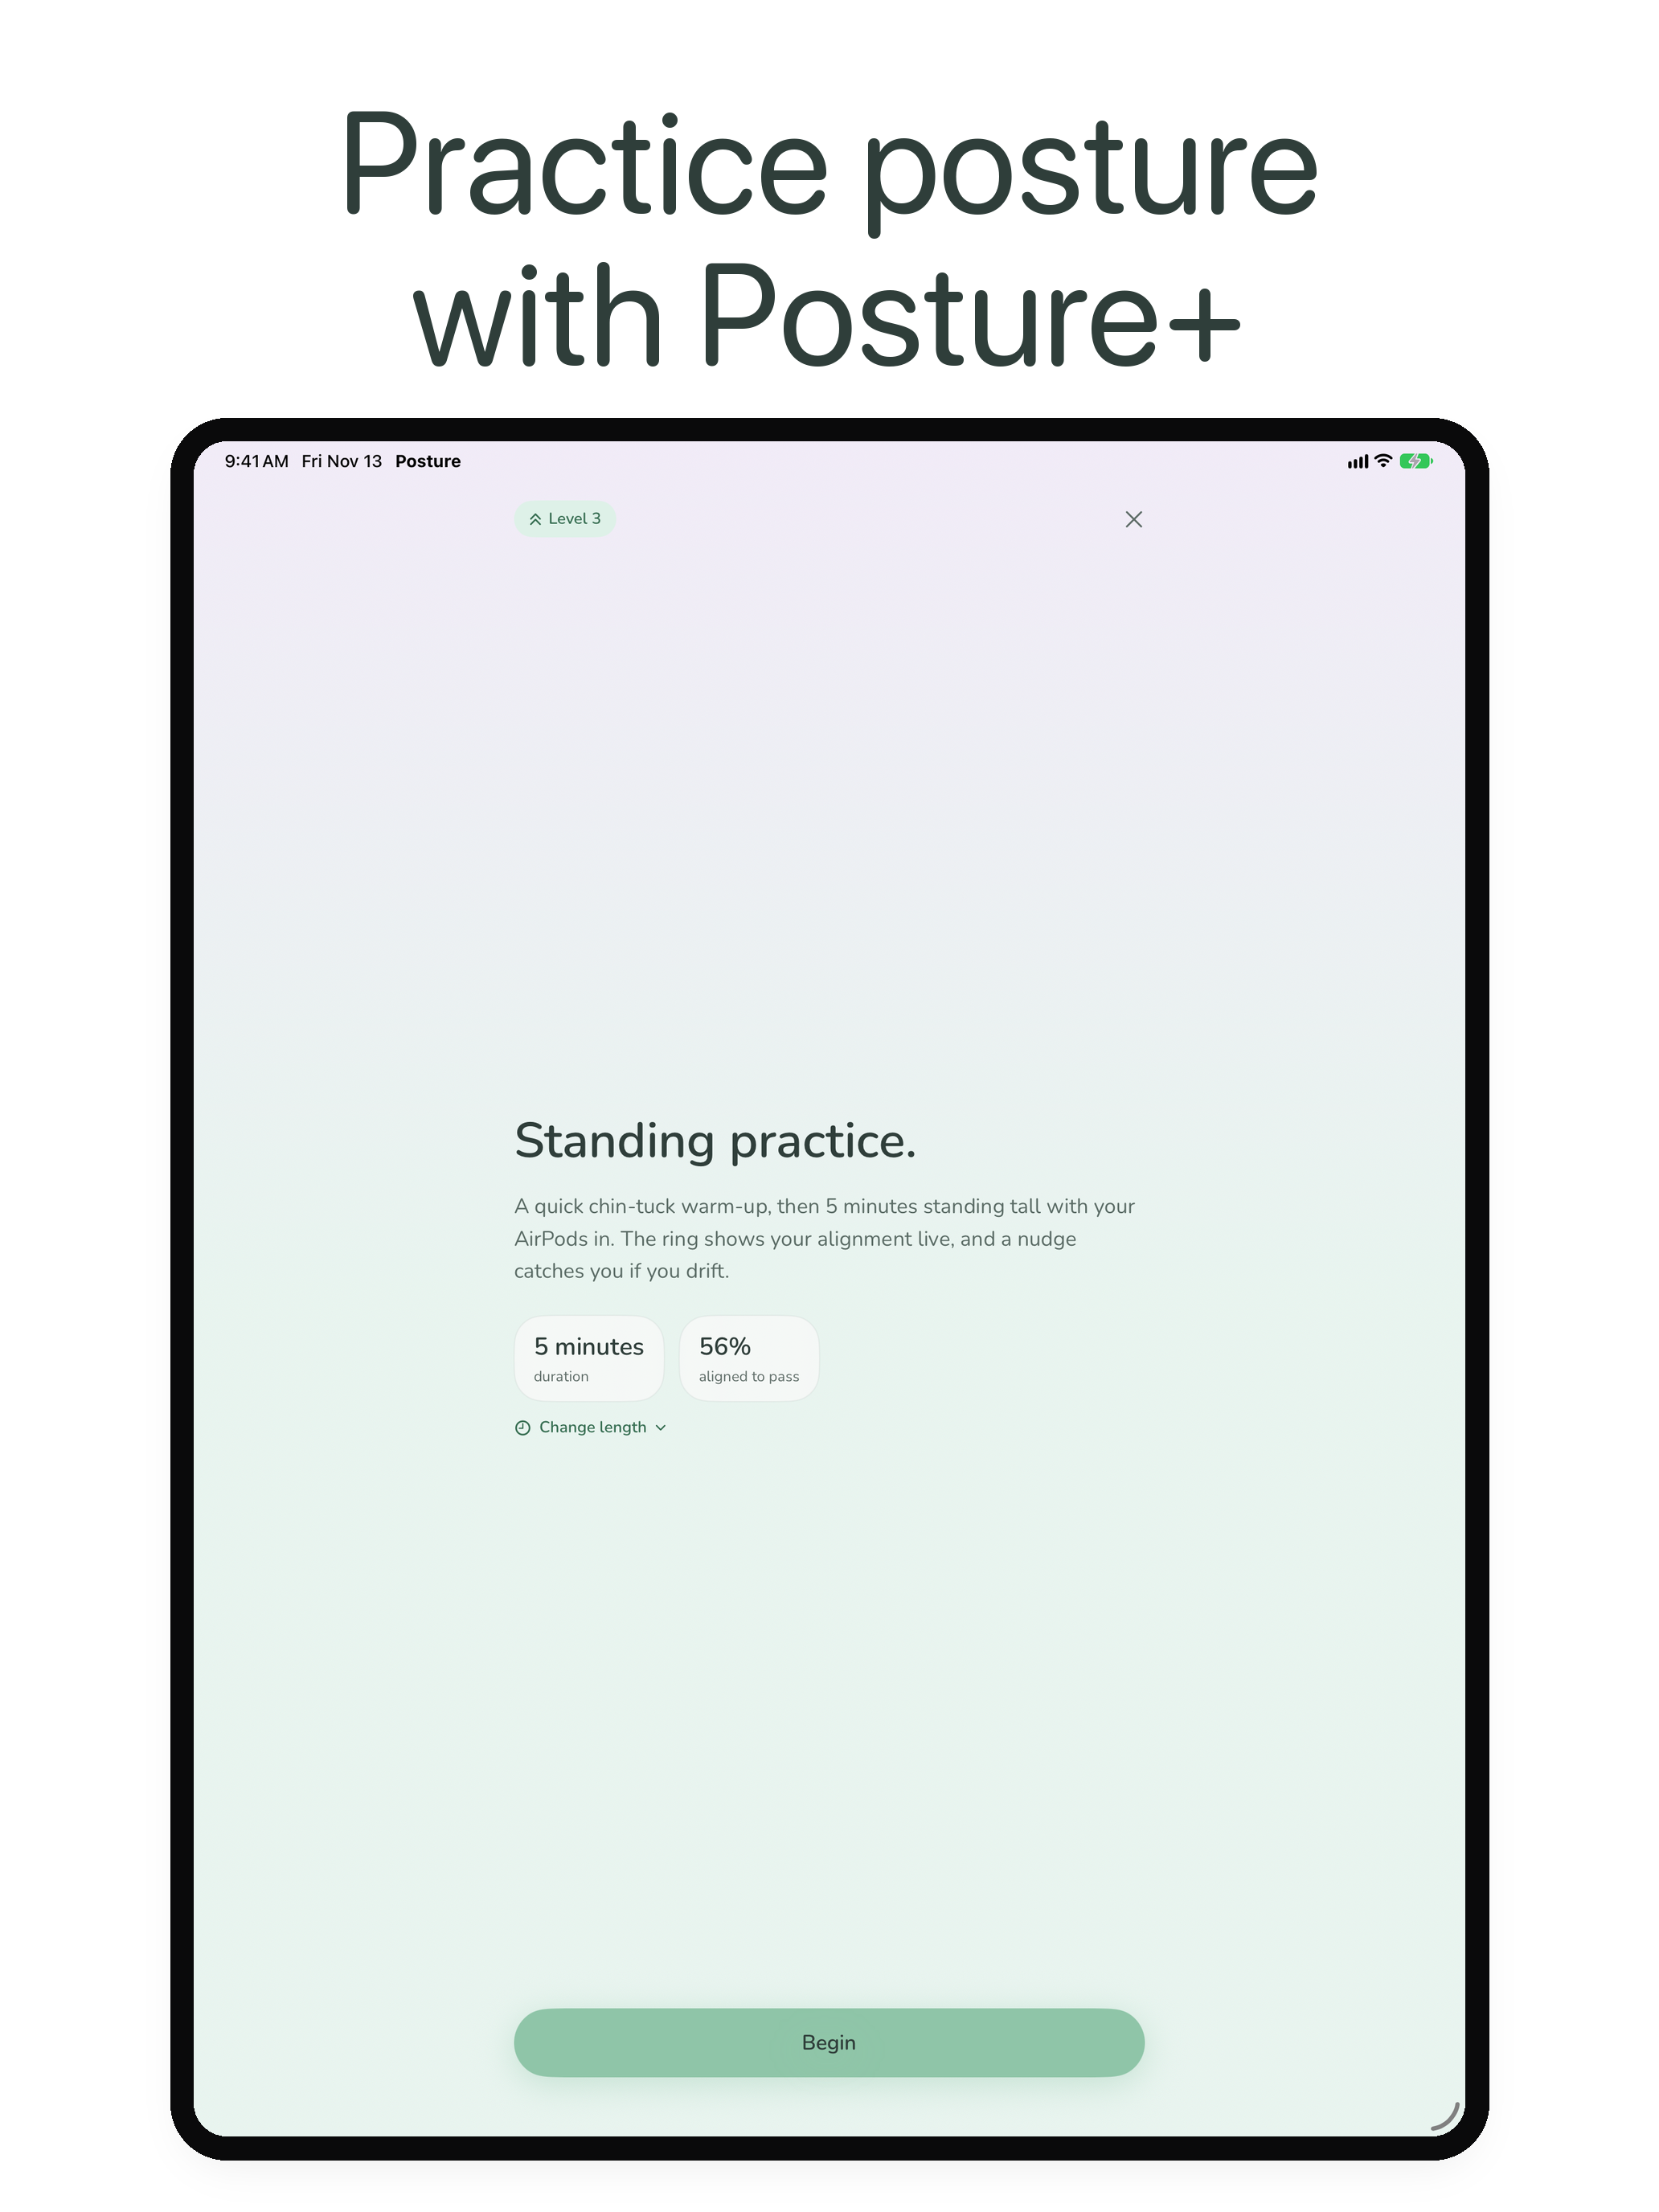 Practice posture
with Posture+
9:41 AM Fri Nov 13 Posture
Level 3
Standing practice.
A quick chin-tuck warm-up, then 5 minutes standing tall with your
AirPods in. The ring shows your alignment live, and a nudge
catches you if you drift.
5 minutes
duration
56%
aligned to pass
Change length
Begin